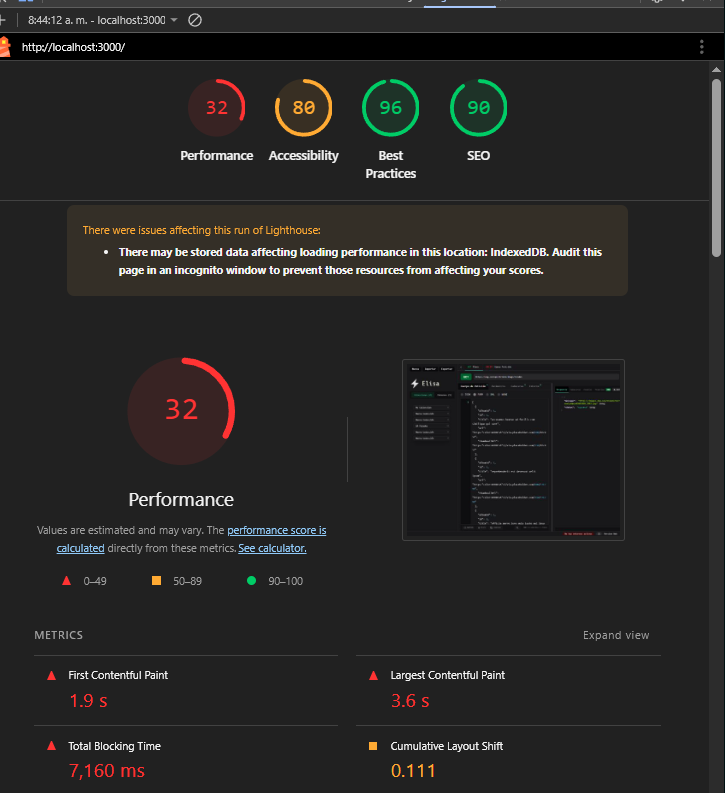 8:44:12 a. m. - localhost:3000
http://localhost:3000/
32
80
96
90
Performance
Accessibility
Best
Practices
SEO
There were issues affecting this run of Lighthouse:
• There may be stored data affecting loading performance in this location: IndexedDB. Audit this
page in an incognito window to prevent those resources from affecting your scores.
32
Elisa
Performance
Values are estimated and may vary. The performance score is
calculated directly from these metrics. See calculator.
0–49
50–89
90–100
METRICS
Expand view
First Contentful Paint
1.9 s
Largest Contentful Paint
3.6 s
Total Blocking Time
7,160 ms
Cumulative Layout Shift
0.111